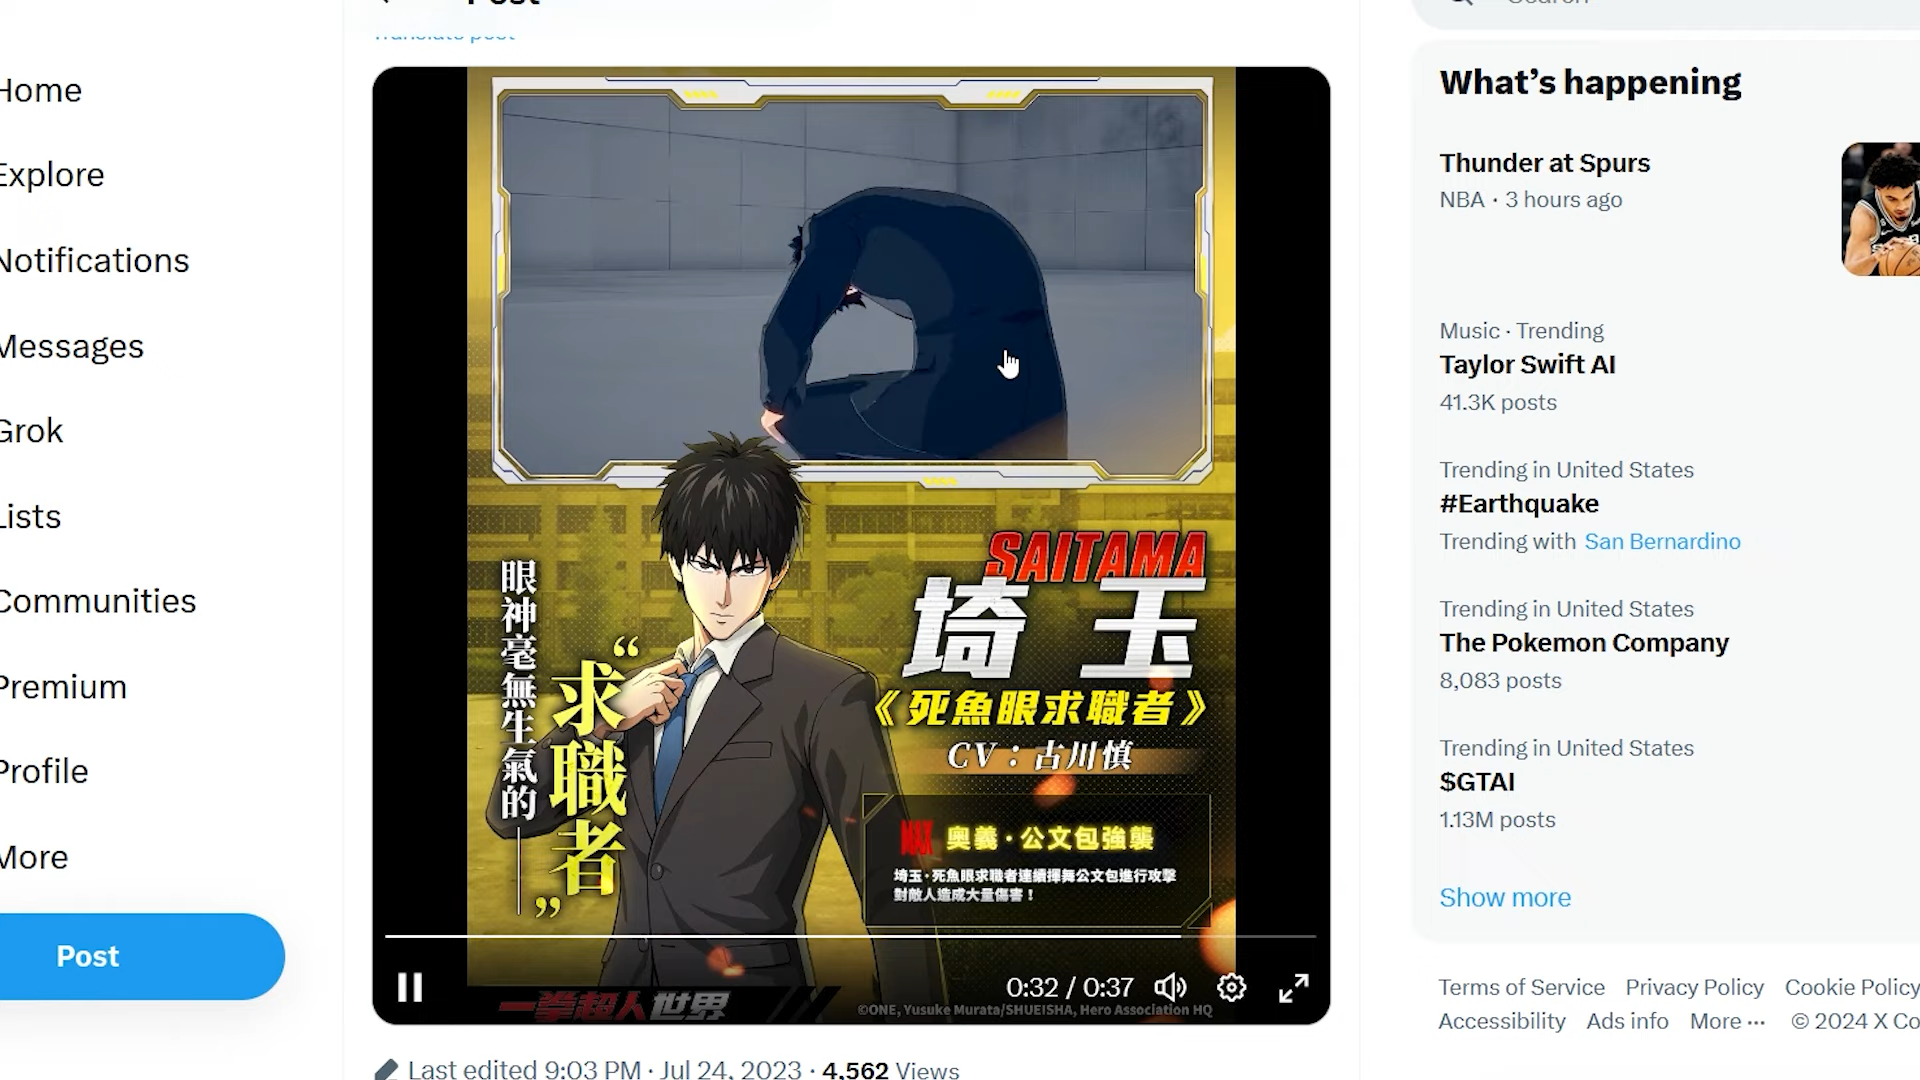 Post
Translate post
Search
Home
Explore
Notifications
Messages
Grok
Lists
Communities
Premium
Profile
More
Post
眼神毫無生氣的
“求職者”
SAITAMA
埼玉
《死魚眼求職者》
CV：古川慎
MAX 奧義·公文包強襲
埼玉·死魚眼求職者連續揮舞公文包進行攻擊
對敵人造成大量傷害！
0:32 / 0:37
一拳超人世界
©ONE, Yusuke Murata/SHUEISHA, Hero Association HQ
Last edited 9:03 PM · Jul 24, 2023 · 4,562 Views
What’s happening
Thunder at Spurs
NBA · 3 hours ago
Music · Trending
Taylor Swift AI
41.3K posts
Trending in United States
#Earthquake
Trending with San Bernardino
Trending in United States
The Pokemon Company
8,083 posts
Trending in United States
$GTAI
1.13M posts
Show more
Terms of Service Privacy Policy Cookie Policy
Accessibility Ads info More ··· © 2024 X Co